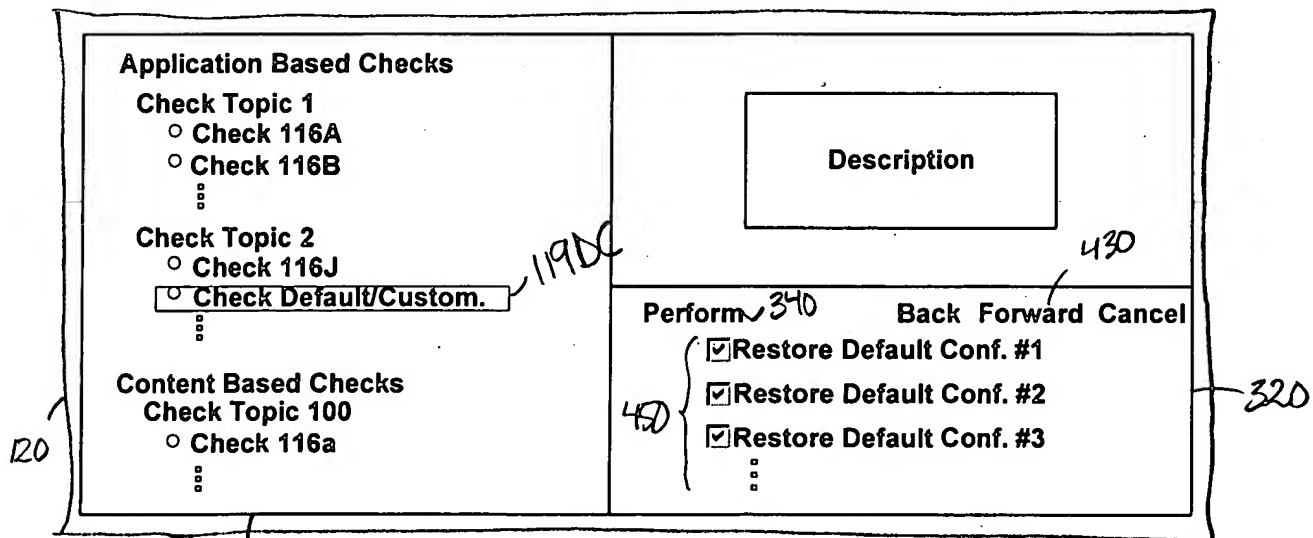 Application Based Checks
Check Topic 1
Check 116A
Check 116B
Check Topic 2
Check 116J
Check Default/Custom.
119DC
Content Based Checks
Check Topic 100
Check 116a
120
Description
430
Perform 340 Back Forward Cancel
Restore Default Conf. #1
Restore Default Conf. #2
Restore Default Conf. #3
450
320